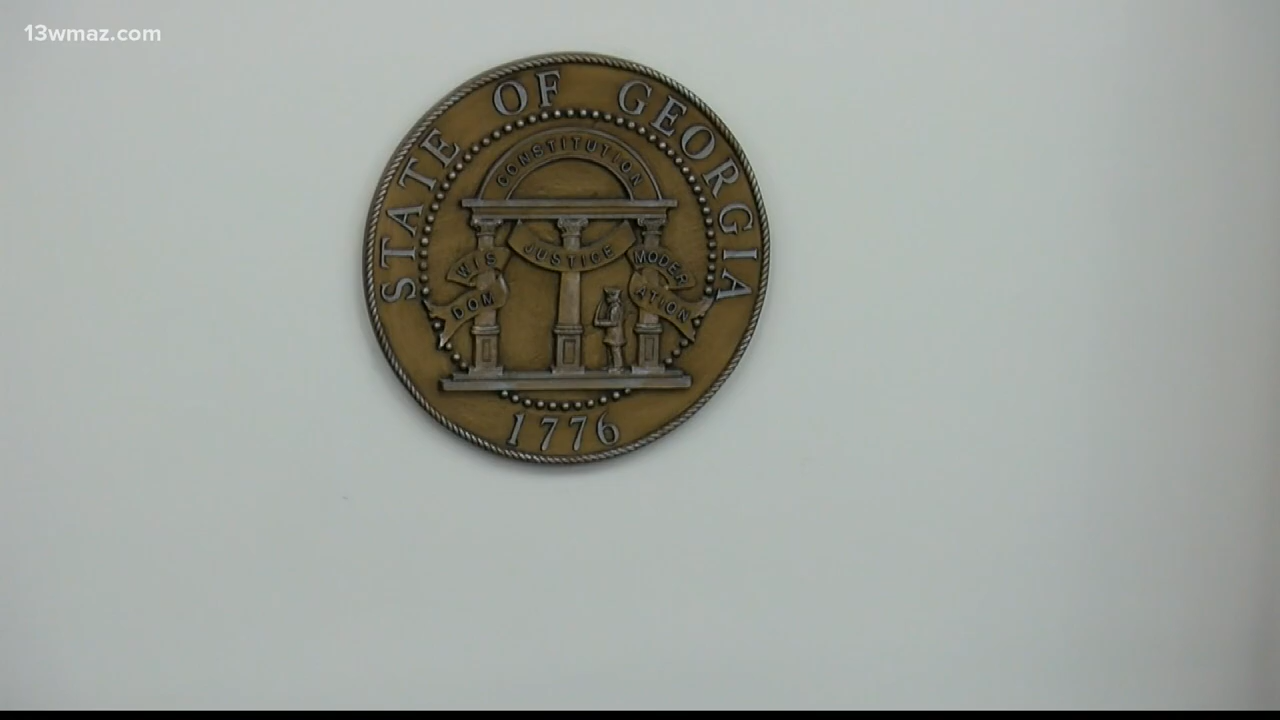 13wmaz.com
STATE OF GEORGIA
CONSTITUTION
WIS
DOM
JUSTICE
MODER
ATION
1776